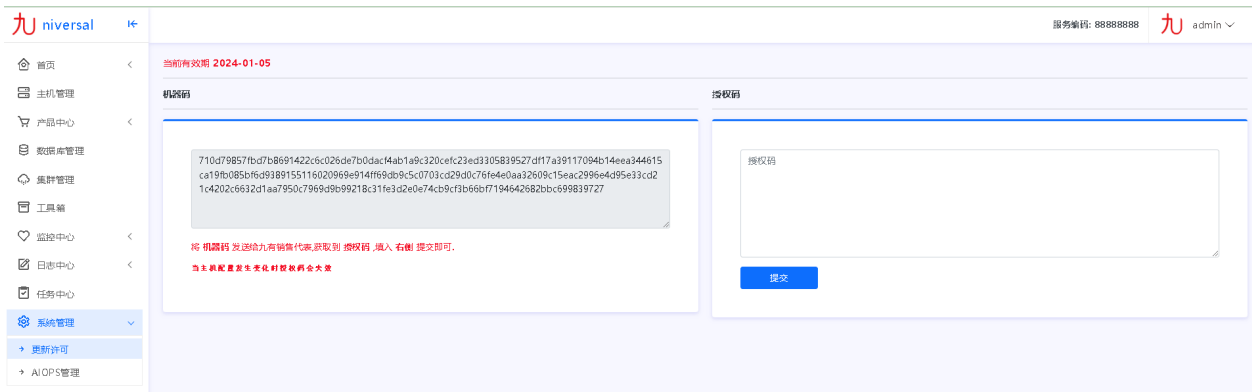 九 niversal
服务编码: 88888888
九 admin
首页
主机管理
产品中心
数据库管理
集群管理
工具箱
监控中心
日志中心
任务中心
系统管理
更新许可
AIOPS管理
当前有效期 2024-01-05
机器码
710d79857fbd7b8691422c6c026de7b0dacf4ab1a9c320cefc23ed3305839527df17a39117094b14eea344615
ca19fb085bf6d9389155116020969e914ff69db9c5c0703cd29d0c76fe4e0aa32609c15eac2996e4d95e33cd2
1c4202c6632d1aa7950c7969d9b99218c31fe3d2e0e74cb9cf3b66bf7194642682bbc699839727
将 机器码 发送给九有销售代表,获取到 授权码 ,填入 右侧 提交即可.
当主机配置发生变化时授权码会失效
授权码
授权码
提交